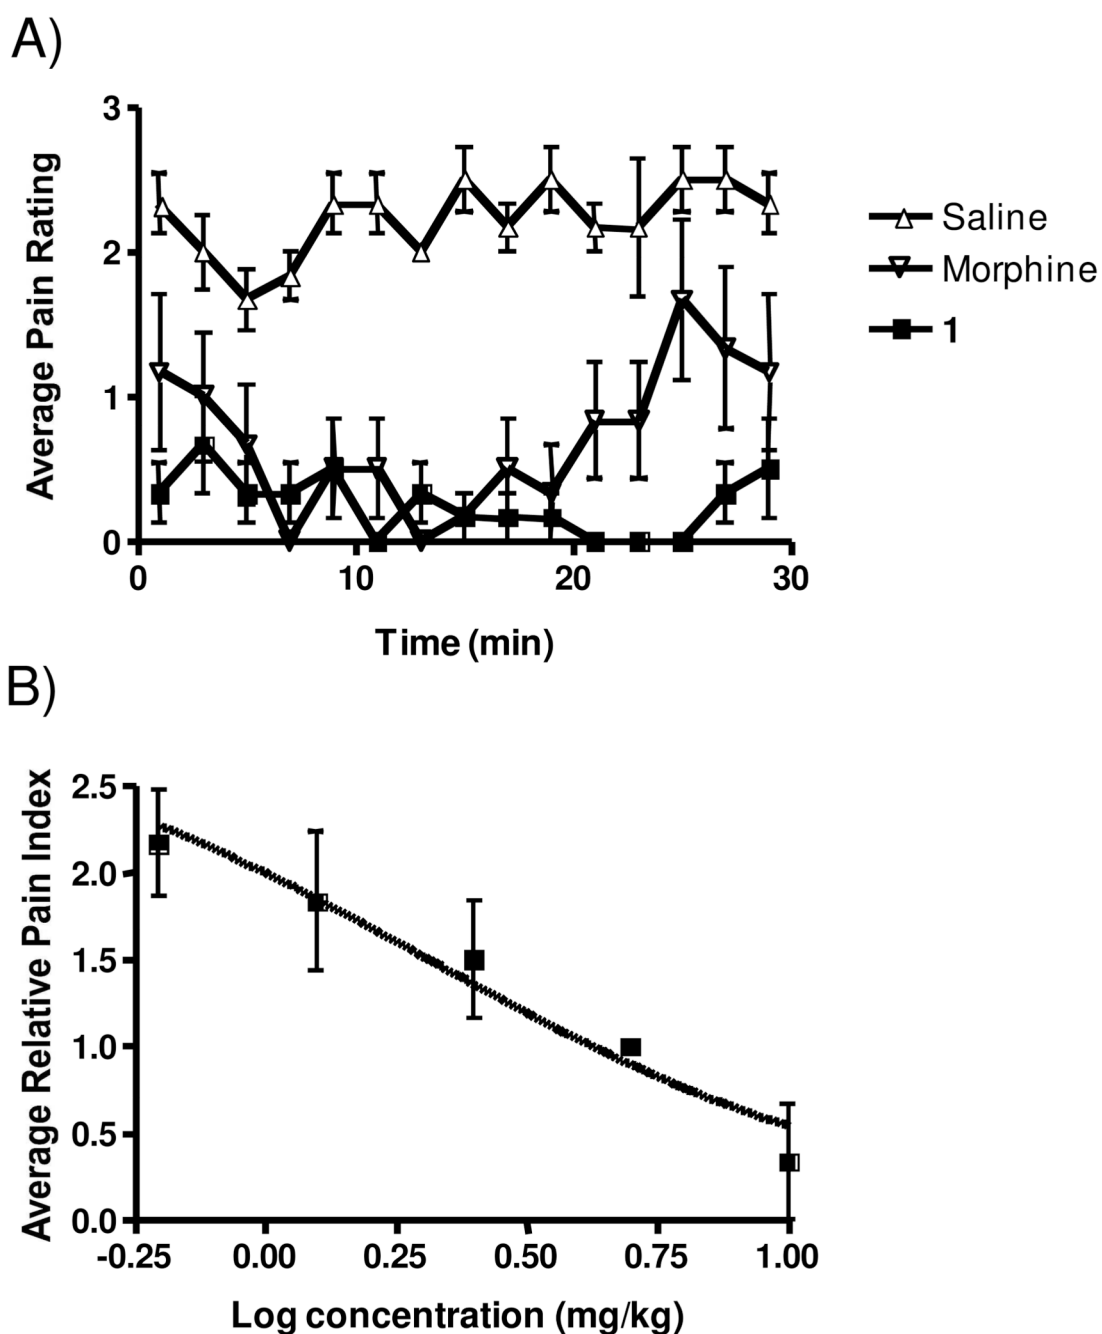 A)
Average Pain Rating
3
2
1
0
0 10 20 30
Time (min)
Saline
Morphine
1
B)
Average Relative Pain Index
2.5
2.0
1.5
1.0
0.5
0.0
-0.25 0.00 0.25 0.50 0.75 1.00
Log concentration (mg/kg)